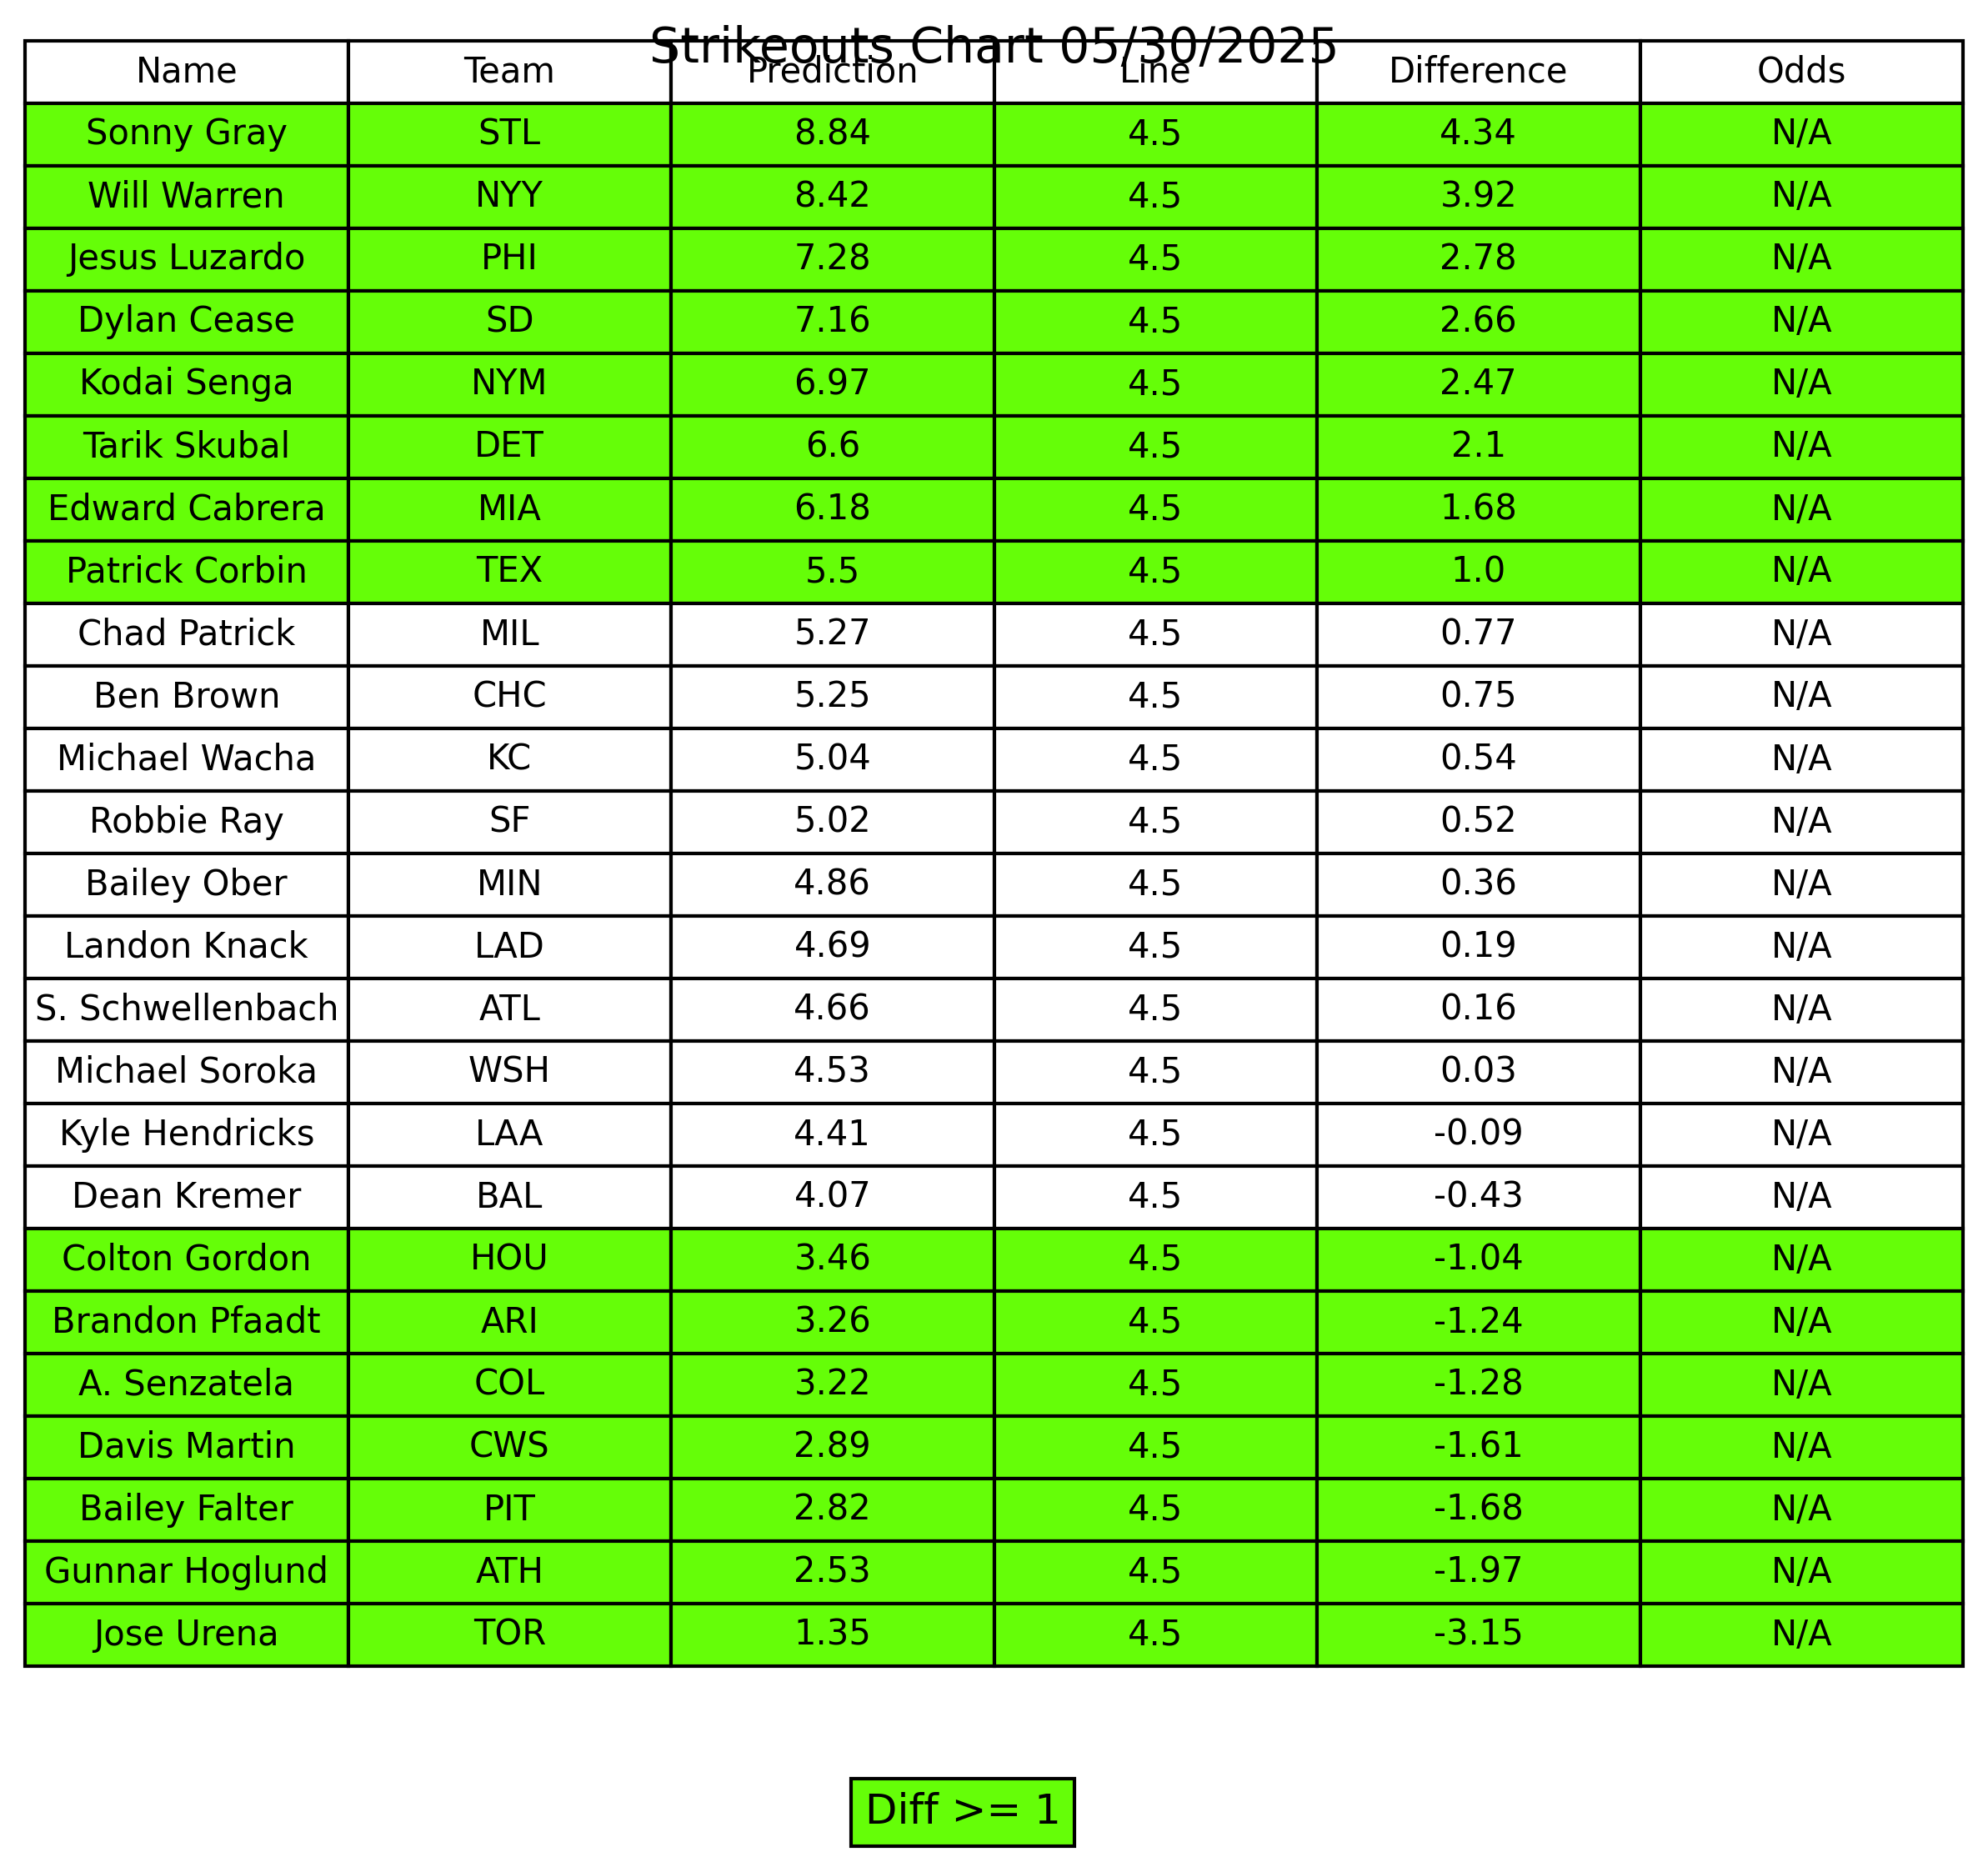 Strikeouts Chart 05/30/2025
Name Team Prediction Line Difference Odds
Sonny Gray STL 8.84 4.5 4.34 N/A
Will Warren NYY 8.42 4.5 3.92 N/A
Jesus Luzardo PHI 7.28 4.5 2.78 N/A
Dylan Cease SD 7.16 4.5 2.66 N/A
Kodai Senga NYM 6.97 4.5 2.47 N/A
Tarik Skubal DET 6.6 4.5 2.1 N/A
Edward Cabrera MIA 6.18 4.5 1.68 N/A
Patrick Corbin TEX 5.5 4.5 1.0 N/A
Chad Patrick MIL 5.27 4.5 0.77 N/A
Ben Brown CHC 5.25 4.5 0.75 N/A
Michael Wacha KC 5.04 4.5 0.54 N/A
Robbie Ray SF 5.02 4.5 0.52 N/A
Bailey Ober MIN 4.86 4.5 0.36 N/A
Landon Knack LAD 4.69 4.5 0.19 N/A
S. Schwellenbach ATL 4.66 4.5 0.16 N/A
Michael Soroka WSH 4.53 4.5 0.03 N/A
Kyle Hendricks LAA 4.41 4.5 -0.09 N/A
Dean Kremer BAL 4.07 4.5 -0.43 N/A
Colton Gordon HOU 3.46 4.5 -1.04 N/A
Brandon Pfaadt ARI 3.26 4.5 -1.24 N/A
A. Senzatela COL 3.22 4.5 -1.28 N/A
Davis Martin CWS 2.89 4.5 -1.61 N/A
Bailey Falter PIT 2.82 4.5 -1.68 N/A
Gunnar Hoglund ATH 2.53 4.5 -1.97 N/A
Jose Urena TOR 1.35 4.5 -3.15 N/A
Diff >= 1